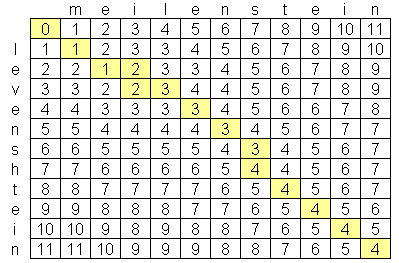 m e i l e n s t e i n
0 1 2 3 4 5 6 7 8 9 10 11
l 1 1 2 3 3 4 5 6 7 8 9 10
e 2 2 1 2 3 3 4 5 6 7 8 9
v 3 3 2 2 3 4 4 5 6 7 8 9
e 4 4 3 3 3 3 4 5 6 6 7 8
n 5 5 4 4 4 4 3 4 5 6 7 7
s 6 6 5 5 5 5 4 3 4 5 6 7
h 7 7 6 6 6 6 5 4 4 5 6 7
t 8 8 7 7 7 7 6 5 4 5 6 7
e 9 9 8 8 8 7 7 6 5 4 5 6
i 10 10 9 8 9 8 8 7 6 5 4 5
n 11 11 10 9 9 9 8 8 7 6 5 4